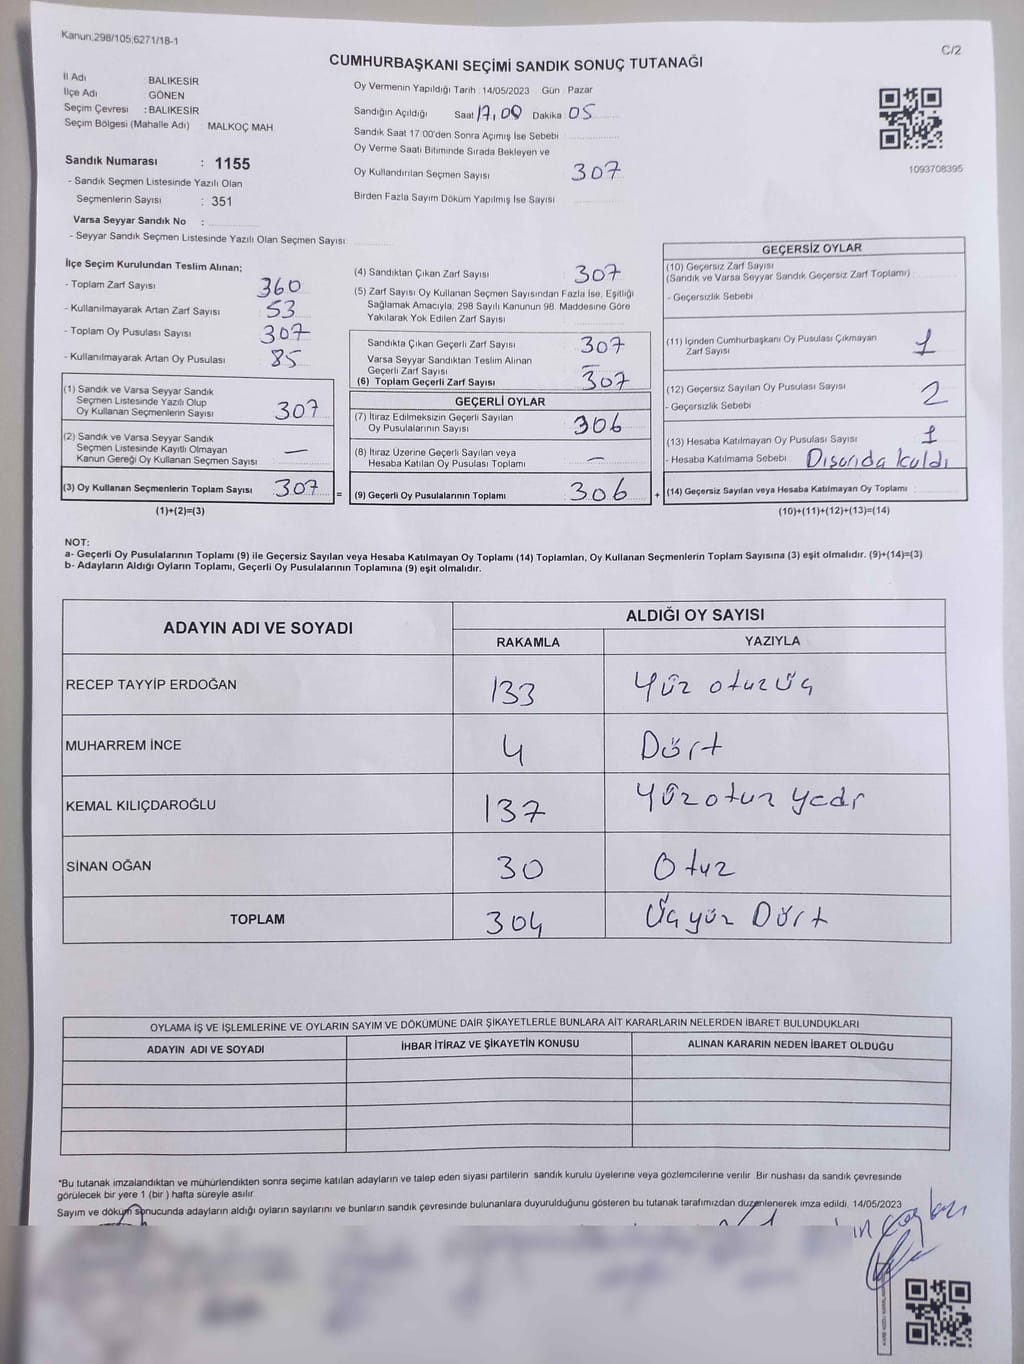 Kanun;298/105;6271/18-1
C/2
CUMHURBAŞKANI SEÇİMİ SANDIK SONUÇ TUTANAĞI
İl Adı BALIKESİR
İlçe Adı GÖNEN
Seçim Çevresi : BALIKESİR
Seçim Bölgesi (Mahalle Adı) MALKOÇ MAH.
Sandık Numarası : 1155
- Sandık Seçmen Listesinde Yazılı Olan
Seçmenlerin Sayısı : 351
Varsa Seyyar Sandık No :
- Seyyar Sandık Seçmen Listesinde Yazılı Olan Seçmen Sayısı:
Oy Vermenin Yapıldığı Tarih : 14/05/2023 Gün : Pazar
Sandığın Açıldığı Saat 17.00 Dakika 05
Sandık Saat 17:00'den Sonra Açımış İse Sebebi
Oy Verme Saati Bitiminde Sırada Bekleyen ve
Oy Kullandırılan Seçmen Sayısı 307
Birden Fazla Sayım Döküm Yapılmış İse Sayısı
1093708395
İlçe Seçim Kurulundan Teslim Alınan;
- Toplam Zarf Sayısı 360
- Kullanılmayarak Artan Zarf Sayısı 53
- Toplam Oy Pusulası Sayısı 307
- Kullanılmayarak Artan Oy Pusulası 85
(1) Sandık ve Varsa Seyyar Sandık
Seçmen Listesinde Yazılı Olup
Oy Kullanan Seçmenlerin Sayısı 307
(2) Sandık ve Varsa Seyyar Sandık
Seçmen Listesinde Kayıtlı Olmayan
Kanun Gereği Oy Kullanan Seçmen Sayısı —
(3) Oy Kullanan Seçmenlerin Toplam Sayısı 307 =
(1)+(2)=(3)
(4) Sandıktan Çıkan Zarf Sayısı 307
(5) Zarf Sayısı Oy Kullanan Seçmen Sayısından Fazla İse, Eşitliği
Sağlamak Amacıyla, 298 Sayılı Kanunun 98. Maddesine Göre
Yakılarak Yok Edilen Zarf Sayısı
Sandıkta Çıkan Geçerli Zarf Sayısı 307
Varsa Seyyar Sandıktan Teslim Alınan
Geçerli Zarf Sayısı —
(6) Toplam Geçerli Zarf Sayısı 307
GEÇERLİ OYLAR
(7) İtiraz Edilmeksizin Geçerli Sayılan
Oy Pusulalarının Sayısı 306
(8) İtiraz Üzerine Geçerli Sayılan veya
Hesaba Katılan Oy Pusulası Toplamı —
(9) Geçerli Oy Pusulalarının Toplamı 306 +
GEÇERSİZ OYLAR
(10) Geçersiz Zarf Sayısı
(Sandık ve Varsa Seyyar Sandık Geçersiz Zarf Toplamı)
- Geçersizlik Sebebi
(11) İçinden Cumhurbaşkanı Oy Pusulası Çıkmayan
Zarf Sayısı 1
(12) Geçersiz Sayılan Oy Pusulası Sayısı 2
- Geçersizlik Sebebi
(13) Hesaba Katılmayan Oy Pusulası Sayısı 1
- Hesaba Katılmama Sebebi Dışarıda kaldı
(14) Geçersiz Sayılan veya Hesaba Katılmayan Oy Toplamı
(10)+(11)+(12)+(13)=(14)
NOT:
a- Geçerli Oy Pusulalarının Toplamı (9) ile Geçersiz Sayılan veya Hesaba Katılmayan Oy Toplamı (14) Toplamları, Oy Kullanan Seçmenlerin Toplam Sayısına (3) eşit olmalıdır. (9)+(14)=(3)
b- Adayların Aldığı Oyların Toplamı, Geçerli Oy Pusulalarının Toplamına (9) eşit olmalıdır.
ADAYIN ADI VE SOYADI ALDIĞI OY SAYISI
RAKAMLA YAZIYLA
RECEP TAYYİP ERDOĞAN 133 Yüz otuz Üç
MUHARREM İNCE 4 Dört
KEMAL KILIÇDAROĞLU 137 Yüz otuz yedi
SİNAN OĞAN 30 Otuz
TOPLAM 304 Üçyüz Dört
OYLAMA İŞ VE İŞLEMLERİNE VE OYLARIN SAYIM VE DÖKÜMÜNE DAİR ŞİKAYETLERLE BUNLARA AİT KARARLARIN NELERDEN İBARET BULUNDUKLARI
ADAYIN ADI VE SOYADI İHBAR İTİRAZ VE ŞİKAYETİN KONUSU ALINAN KARARIN NEDEN İBARET OLDUĞU
*Bu tutanak imzalandıktan ve mühürlendikten sonra seçime katılan adayların ve talep eden siyasi partilerin sandık kurulu üyelerine veya gözlemcilerine verilir. Bir nushası da sandık çevresinde
görülecek bir yere 1 (bir ) hafta süreyle asılır.
Sayım ve döküm sonucunda adayların aldığı oyların sayılarını ve bunların sandık çevresinde bulunanlara duyurulduğunu gösteren bu tutanak tarafımızdan düzenlenerek imza edildi. 14/05/2023